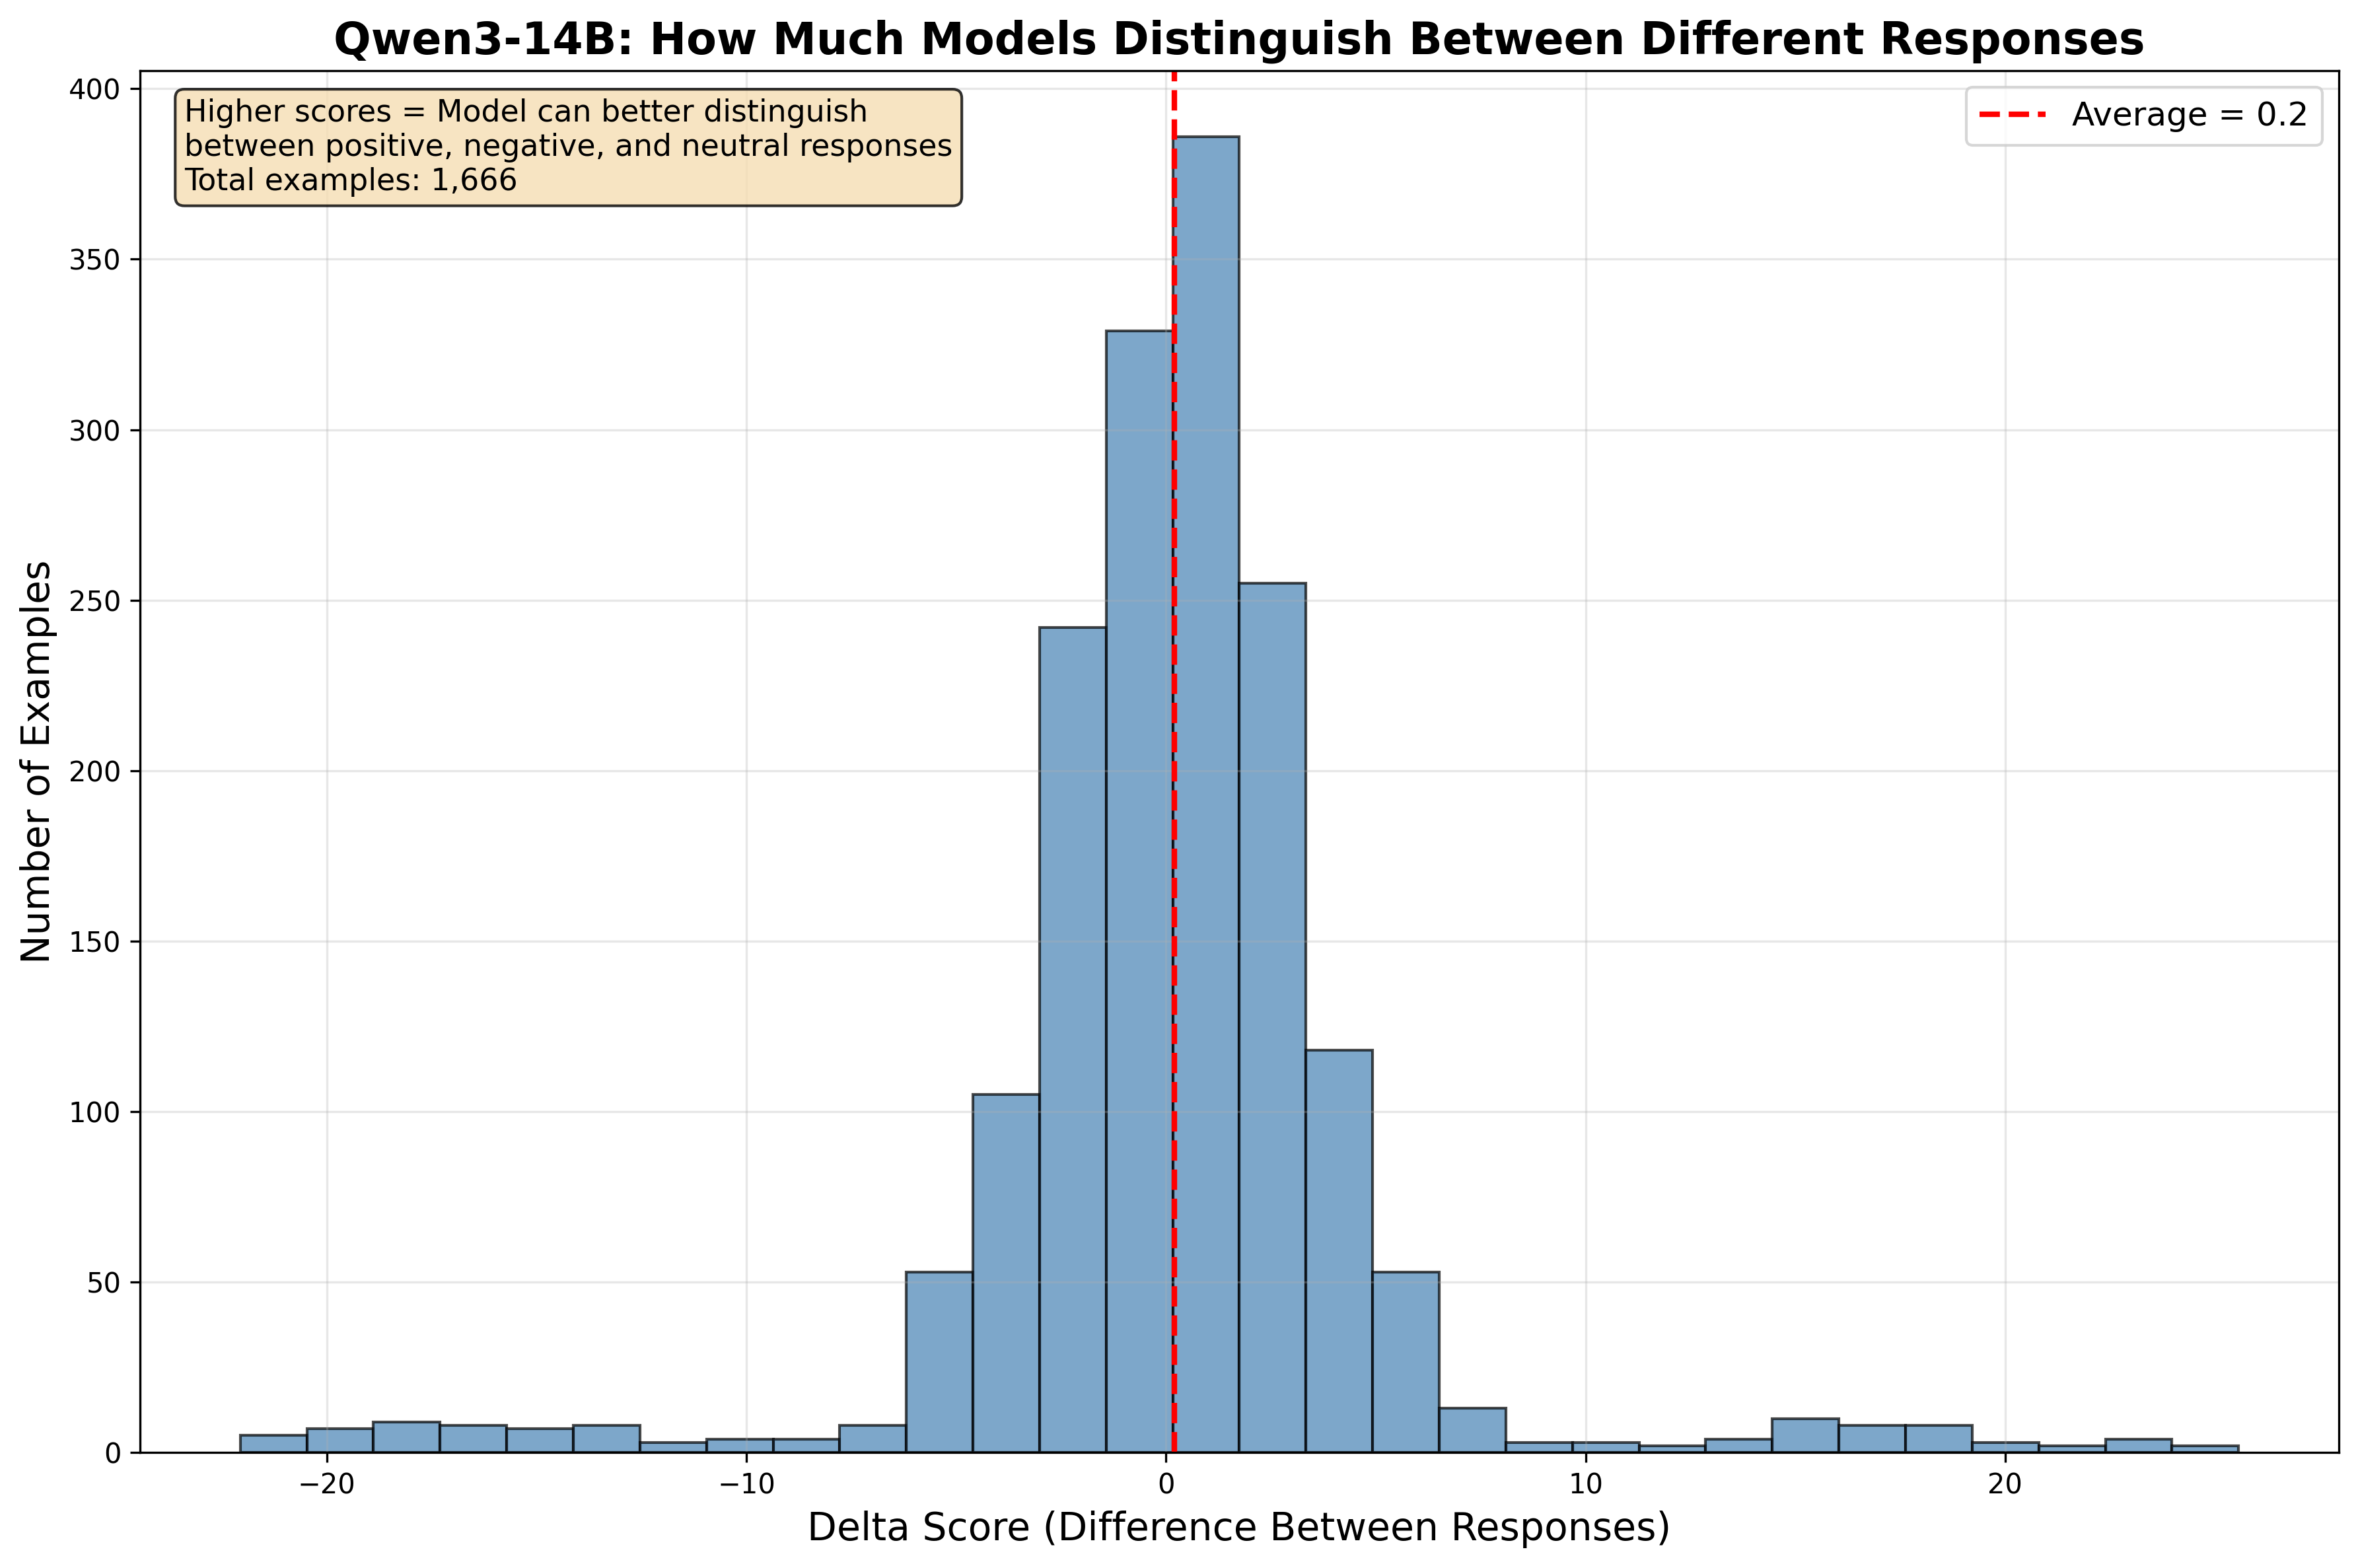 Qwen3-14B: How Much Models Distinguish Between Different Responses
Higher scores = Model can better distinguish
between positive, negative, and neutral responses
Total examples: 1,666
Average = 0.2
Number of Examples
400
350
300
250
200
150
100
50
0
−20
−10
0
10
20
Delta Score (Difference Between Responses)